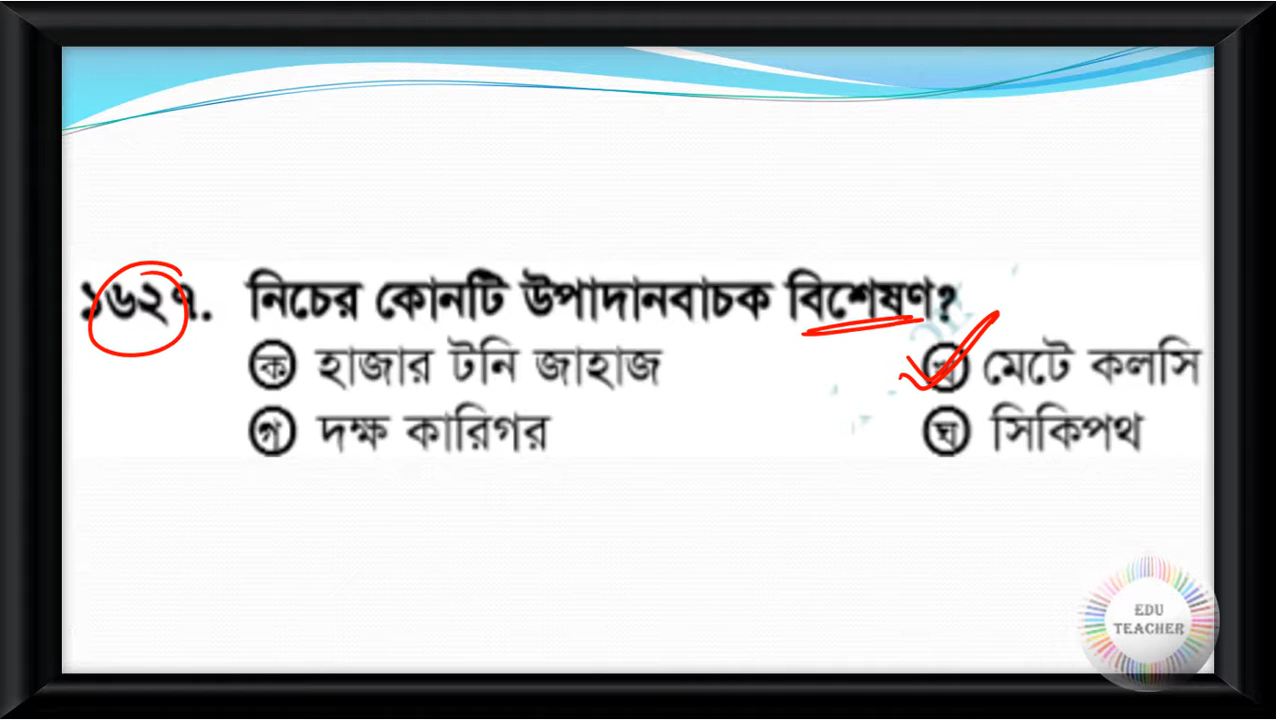 ১৬২৭. নিচের কোনটি উপাদানবাচক বিশেষণ?
ক হাজার টনি জাহাজ খ মেটে কলসি
গ দক্ষ কারিগর ঘ সিকিপথ
EDU
TEACHER